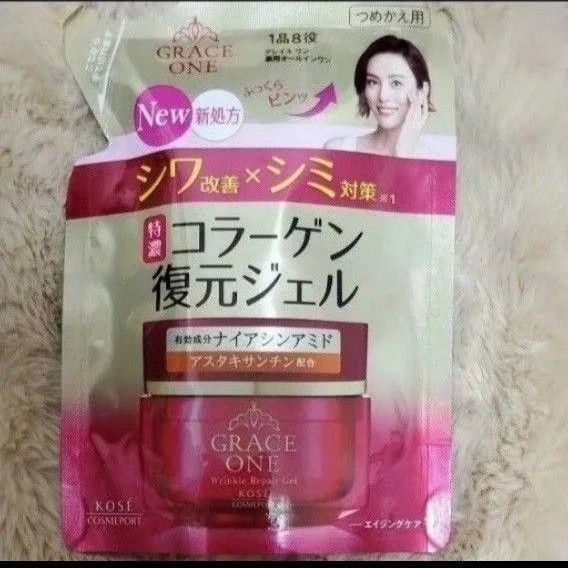 つめかえ用
GRACE
ONE
1品8役
グレイス ワン
薬用オールインワン
ふっくら
ピンッ
New 新処方
シワ改善×シミ対策※1
特濃
コラーゲン
復元ジェル
有効成分ナイアシンアミド
アスタキサンチン配合
GRACE
ONE
Wrinkle Repair Gel
KOSÉ
COSMEPORT
KOSÉ
COSMEPORT
エイジングケア